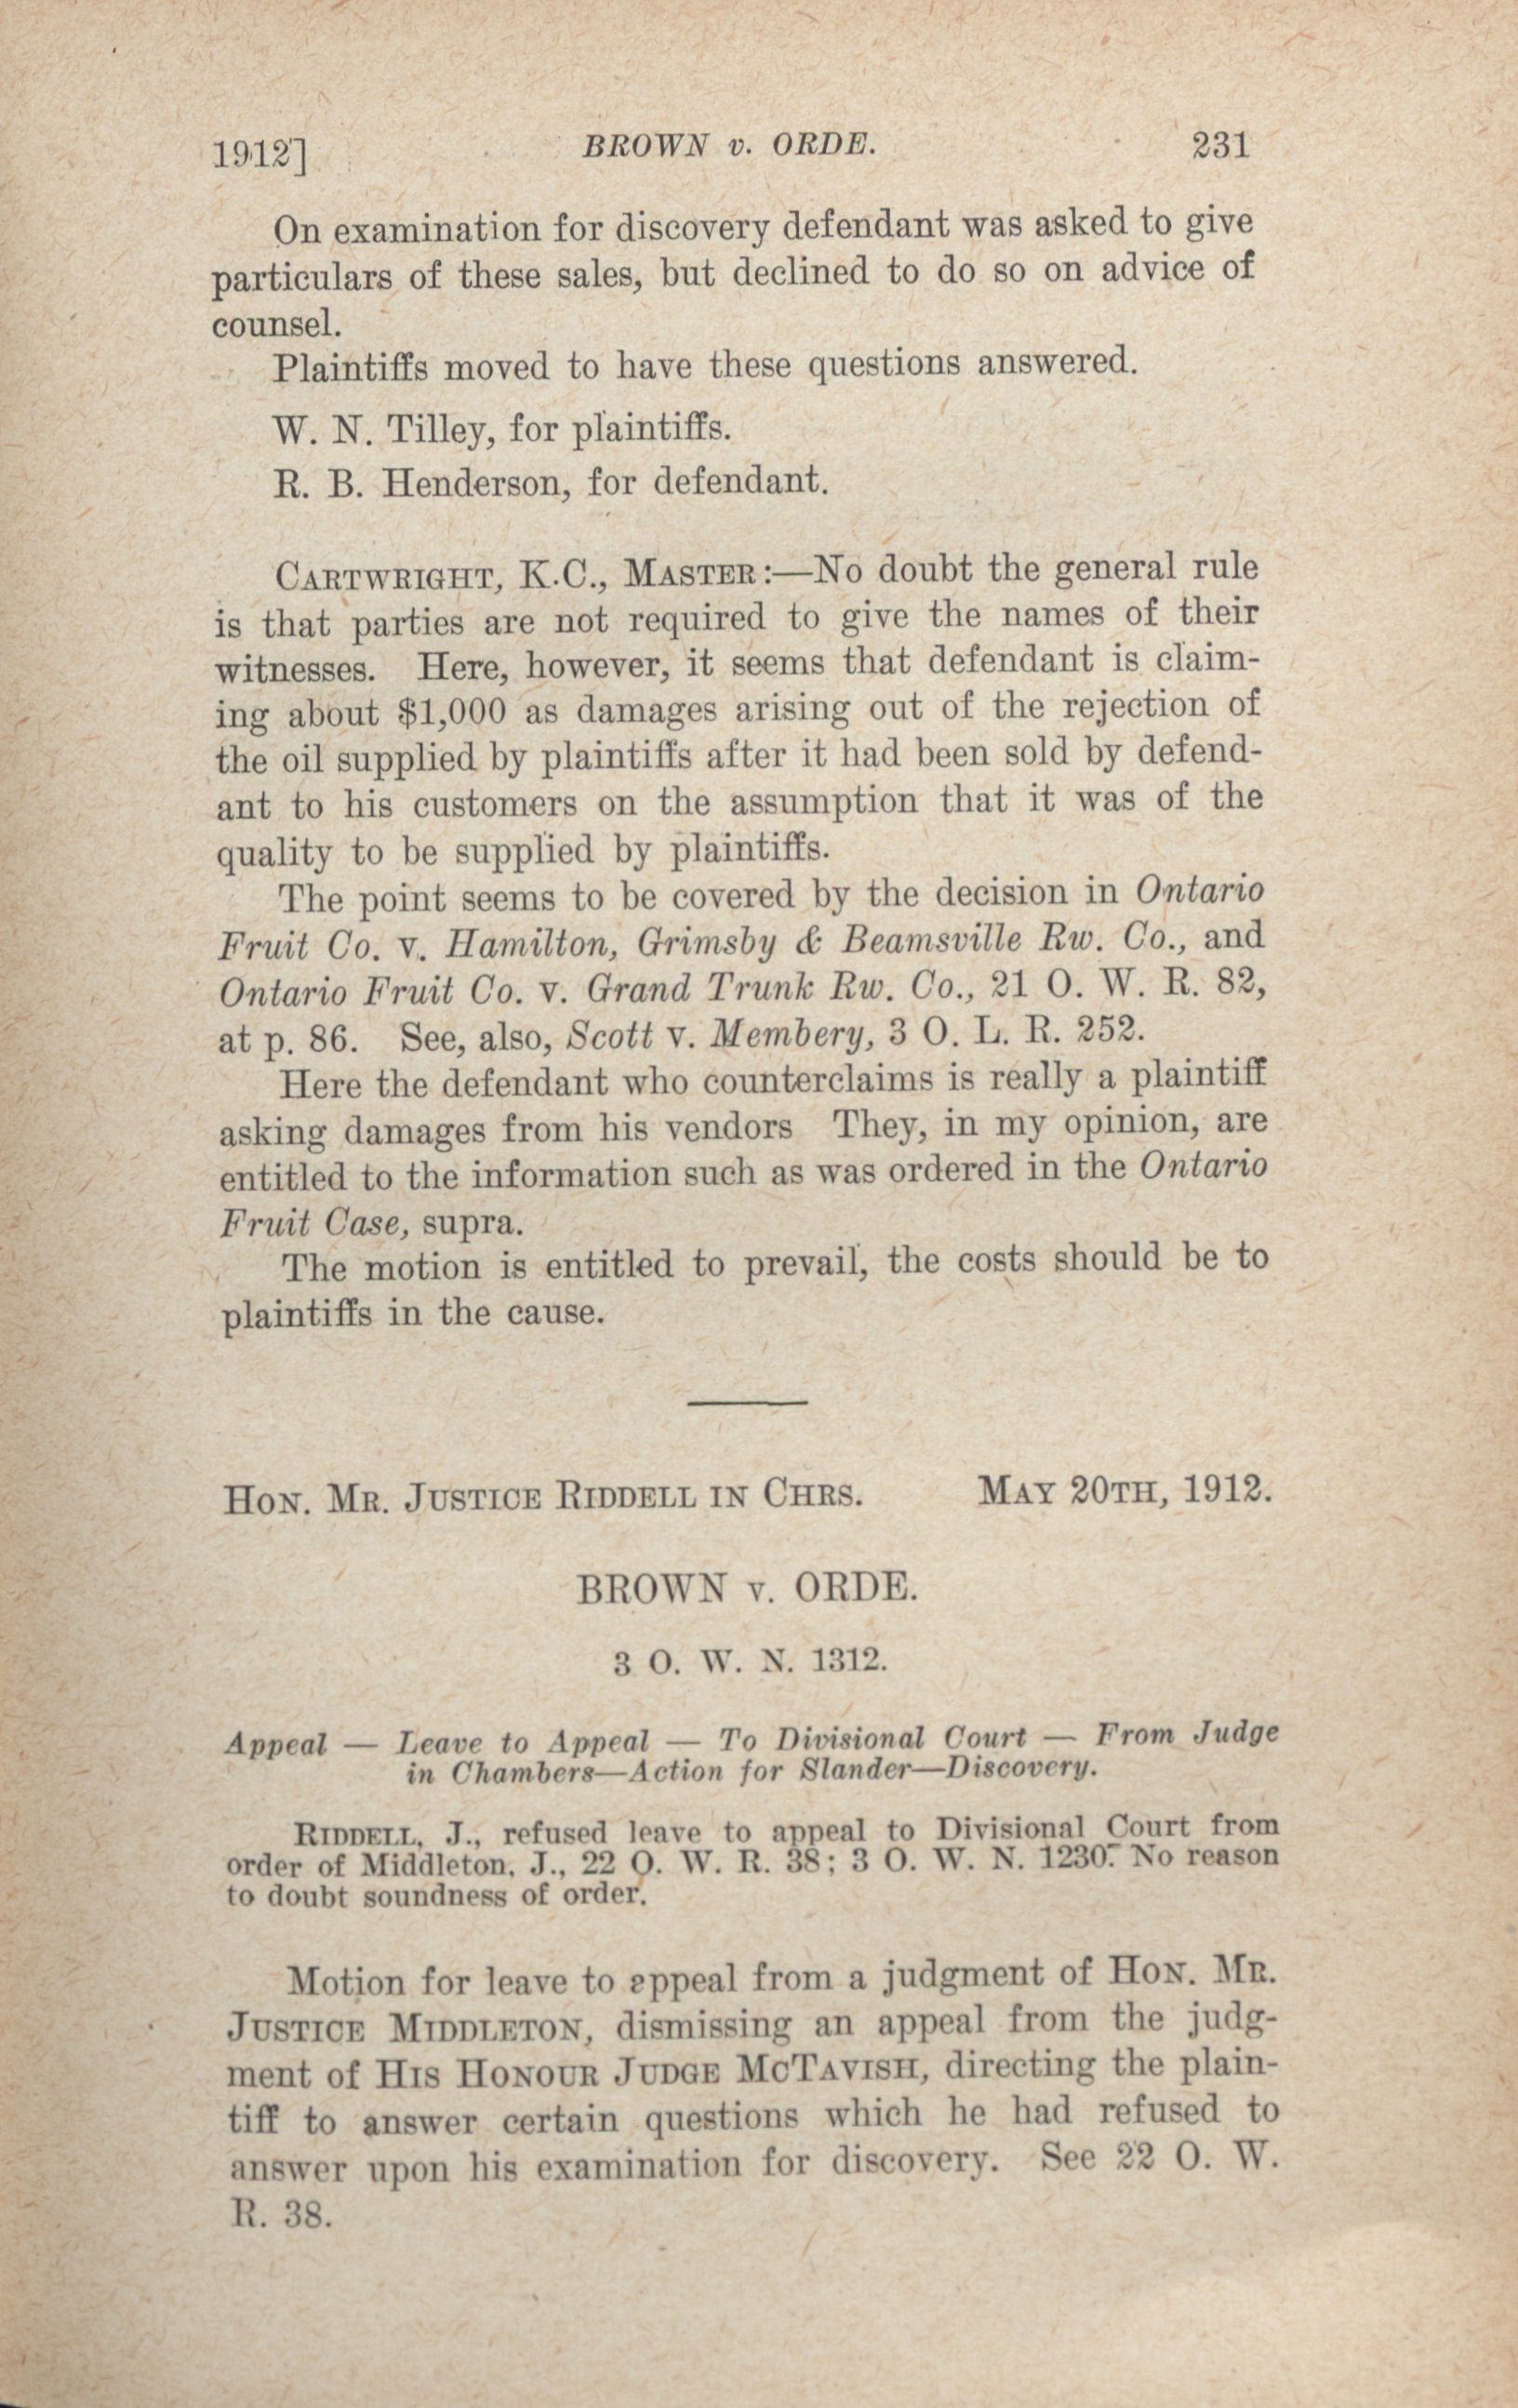 1912] BROWN v. ORDE. 231
On examination for discovery defendant was asked to give
particulars of these sales, but declined to do so on advice of
counsel.
Plaintiffs moved to have these questions answered.
W. N. Tilley, for plaintiffs.
R. B. Henderson, for defendant.
CARTWRIGHT, K.C., MASTER:—No doubt the general rule
is that parties are not required to give the names of their
witnesses. Here, however, it seems that defendant is claim-
ing about $1,000 as damages arising out of the rejection of
the oil supplied by plaintiffs after it had been sold by defend-
ant to his customers on the assumption that it was of the
quality to be supplied by plaintiffs.
The point seems to be covered by the decision in Ontario
Fruit Co. v. Hamilton, Grimsby & Beamsville Rw. Co., and
Ontario Fruit Co. v. Grand Trunk Rw. Co., 21 O. W. R. 82,
at p. 86. See, also, Scott v. Membery, 3 O. L. R. 252.
Here the defendant who counterclaims is really a plaintiff
asking damages from his vendors They, in my opinion, are
entitled to the information such as was ordered in the Ontario
Fruit Case, supra.
The motion is entitled to prevail, the costs should be to
plaintiffs in the cause.
HON. MR. JUSTICE RIDDELL IN CHRS. MAY 20TH, 1912.
BROWN v. ORDE.
3 O. W. N. 1312.
Appeal — Leave to Appeal — To Divisional Court — From Judge
in Chambers—Action for Slander—Discovery.
RIDDELL, J., refused leave to appeal to Divisional Court from
order of Middleton, J., 22 O. W. R. 38; 3 O. W. N. 1230. No reason
to doubt soundness of order.
Motion for leave to appeal from a judgment of HON. MR.
JUSTICE MIDDLETON, dismissing an appeal from the judg-
ment of HIS HONOUR JUDGE MCTAVISH, directing the plain-
tiff to answer certain questions which he had refused to
answer upon his examination for discovery. See 22 O. W.
R. 38.